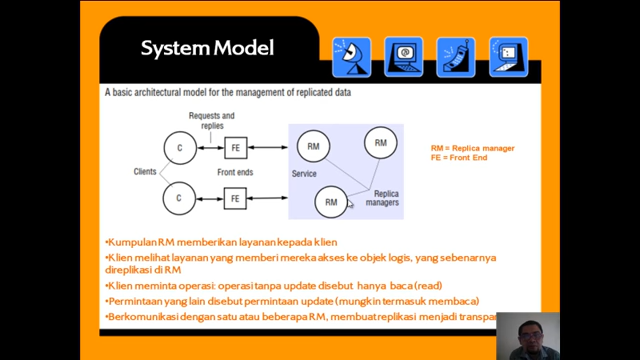 System Model
A basic architectural model for the management of replicated data
Requests and
replies
C
FE
RM
RM
RM = Replica manager
FE = Front End
Clients
Front ends
Service
C
FE
RM
Replica
managers
•Kumpulan RM memberikan layanan kepada klien
•Klien melihat layanan yang memberi mereka akses ke objek logis, yang sebenarnya
direplikasi di RM
•Klien meminta operasi: operasi tanpa update disebut hanya baca (read)
•Permintaan yang lain disebut permintaan update (mungkin termasuk membaca)
•Berkomunikasi dengan satu atau beberapa RM, membuat replikasi menjadi